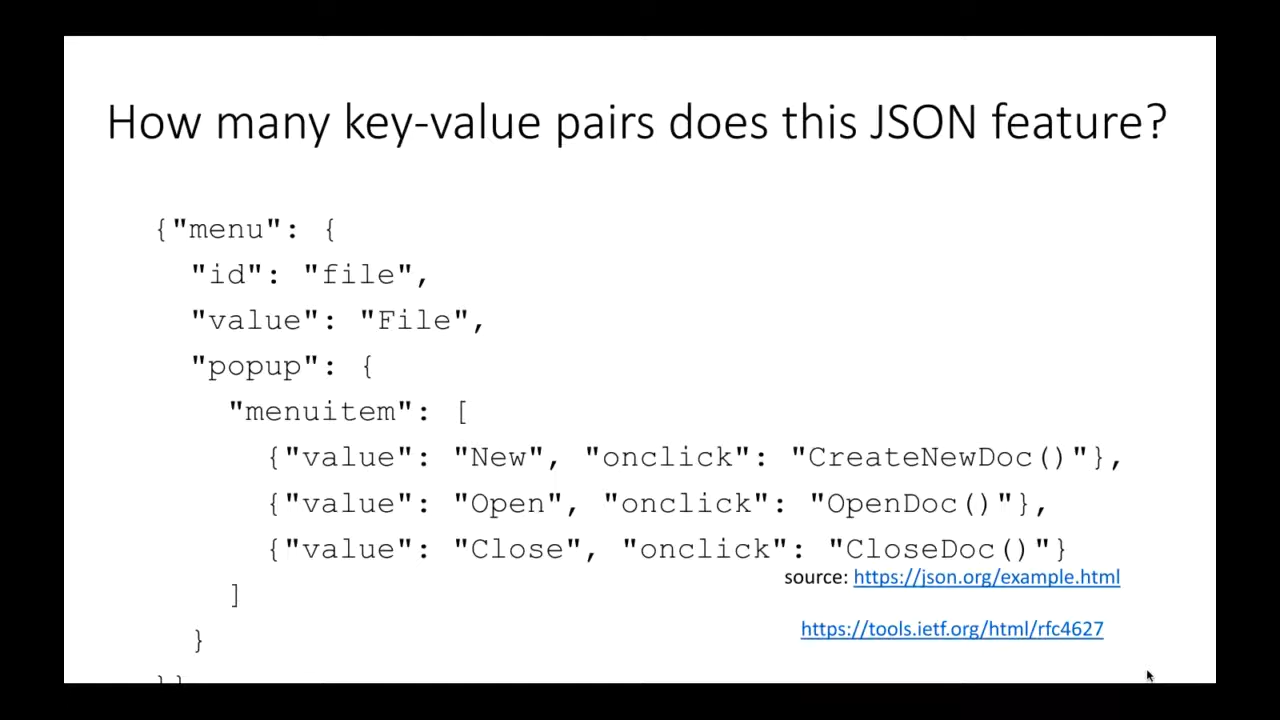 How many key-value pairs does this JSON feature?
{"menu": {
"id": "file",
"value": "File",
"popup": {
"menuitem": [
{"value": "New", "onclick": "CreateNewDoc()"},
{"value": "Open", "onclick": "OpenDoc()"},
{"value": "Close", "onclick": "CloseDoc()"}
source: https://json.org/example.html
]
https://tools.ietf.org/html/rfc4627
}
}}